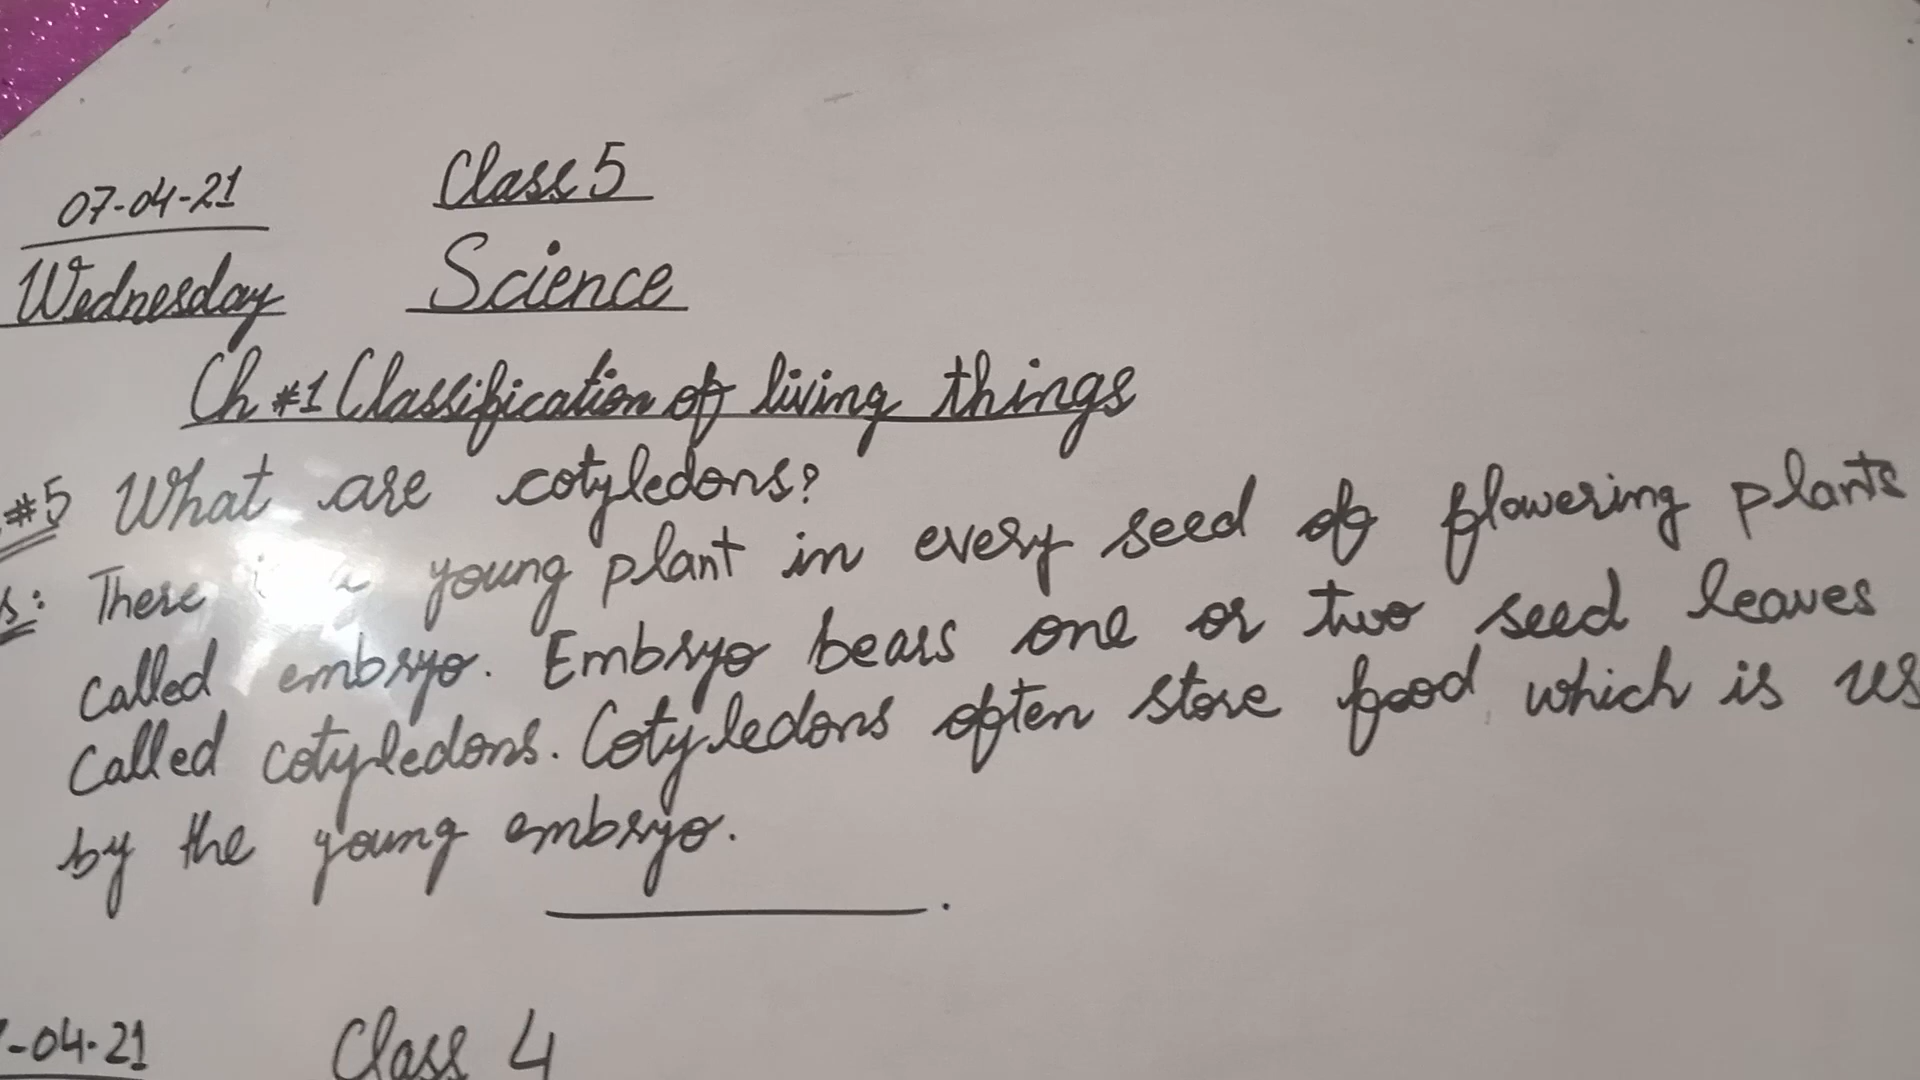 07-04-21
Class 5
Wednesday
Science
Ch #1 Classification of living things
#5 What are cotyledons?
s: There young plant in every seed of flowering plants
called embryo. Embryo bears one or two seed leaves
called cotyledons. Cotyledons often store food which is us
by the young embryo.
-04-21
Class 4